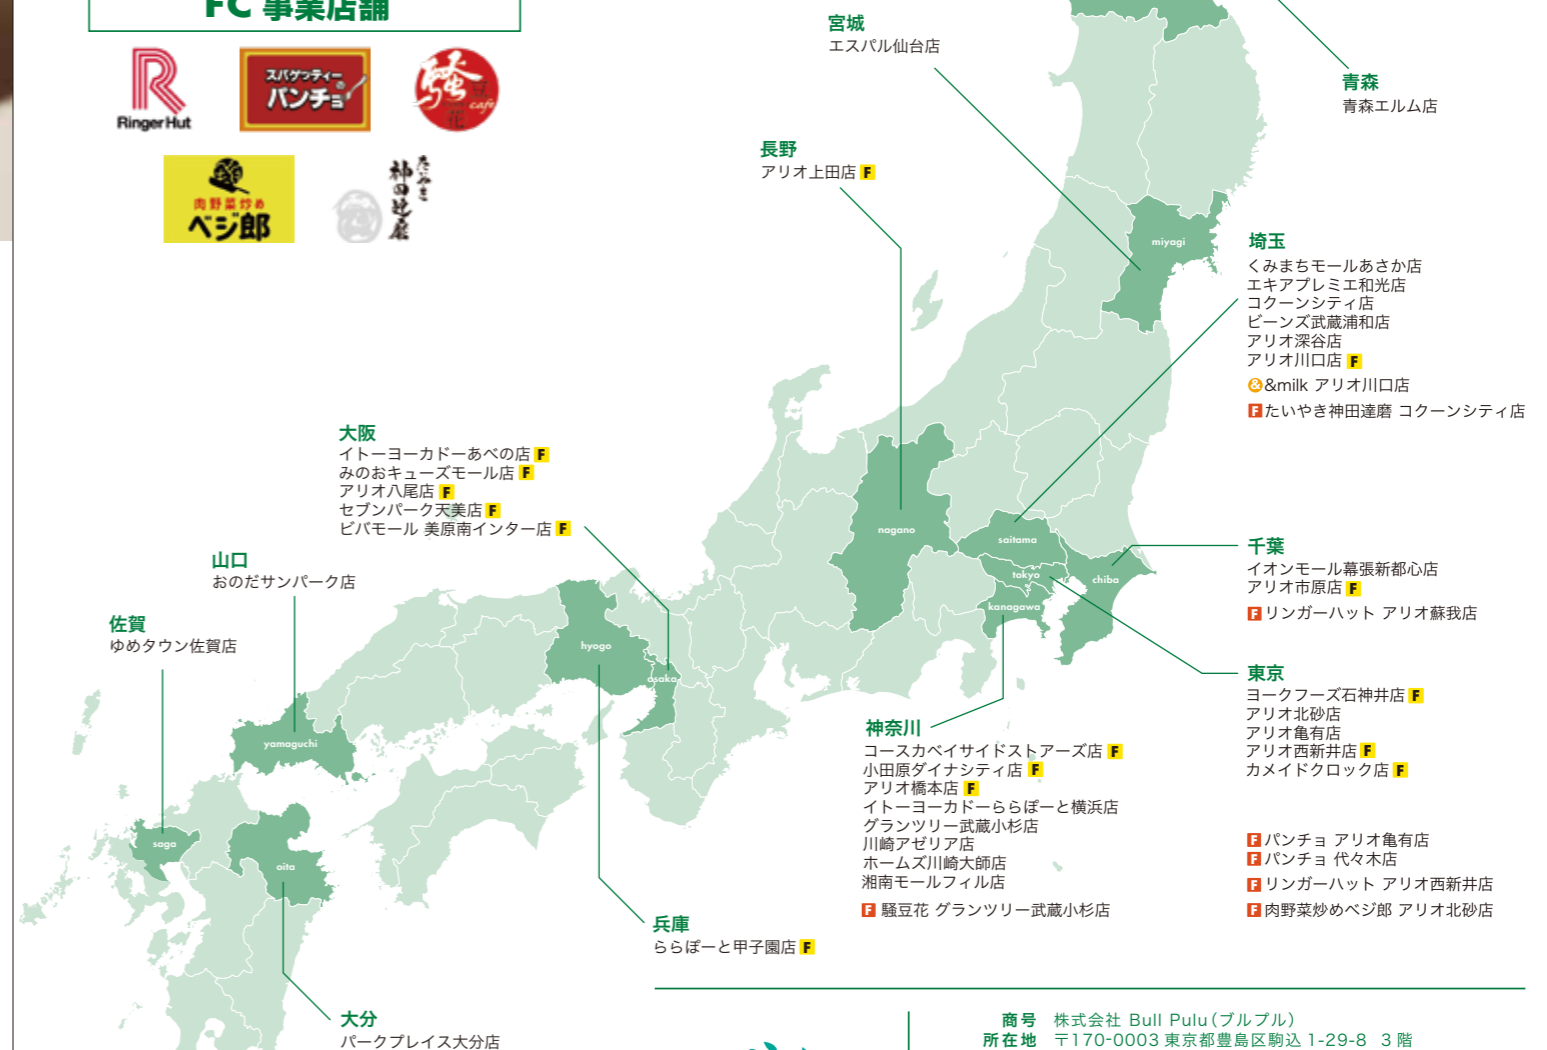 FC 事業店舗
RingerHut
スパゲッティーの
パンチョ
騒
豆
花
cafe
肉野菜炒め
ベジ郎
たいやき
神田達磨
宮城
エスパル仙台店
青森
青森エルム店
長野
アリオ上田店 F
埼玉
くみまちモールあさか店
エキアプレミエ和光店
コクーンシティ店
ビーンズ武蔵浦和店
アリオ深谷店
アリオ川口店 F
& &milk アリオ川口店
F たいやき神田達磨 コクーンシティ店
大阪
イトーヨーカドーあべの店 F
みのおキューズモール店 F
アリオ八尾店 F
セブンパーク天美店 F
ビバモール 美原南インター店 F
山口
おのだサンパーク店
佐賀
ゆめタウン佐賀店
千葉
イオンモール幕張新都心店
アリオ市原店 F
F リンガーハット アリオ蘇我店
東京
ヨークフーズ石神井店 F
アリオ北砂店
アリオ亀有店
アリオ西新井店 F
カメイドクロック店 F
F パンチョ アリオ亀有店
F パンチョ 代々木店
F リンガーハット アリオ西新井店
F 肉野菜炒めベジ郎 アリオ北砂店
神奈川
コースカベイサイドストアーズ店 F
小田原ダイナシティ店 F
アリオ橋本店 F
イトーヨーカドーららぽーと横浜店
グランツリー武蔵小杉店
川崎アゼリア店
ホームズ川崎大師店
湘南モールフィル店
F 騒豆花 グランツリー武蔵小杉店
兵庫
ららぽーと甲子園店 F
大分
パークプレイス大分店
miyagi
nagano
saitama
tokyo
chiba
kanagawa
hyogo
osaka
yamaguchi
saga
oita
商号 株式会社 Bull Pulu（ブルプル）
所在地 〒170-0003 東京都豊島区駒込 1-29-8 3 階